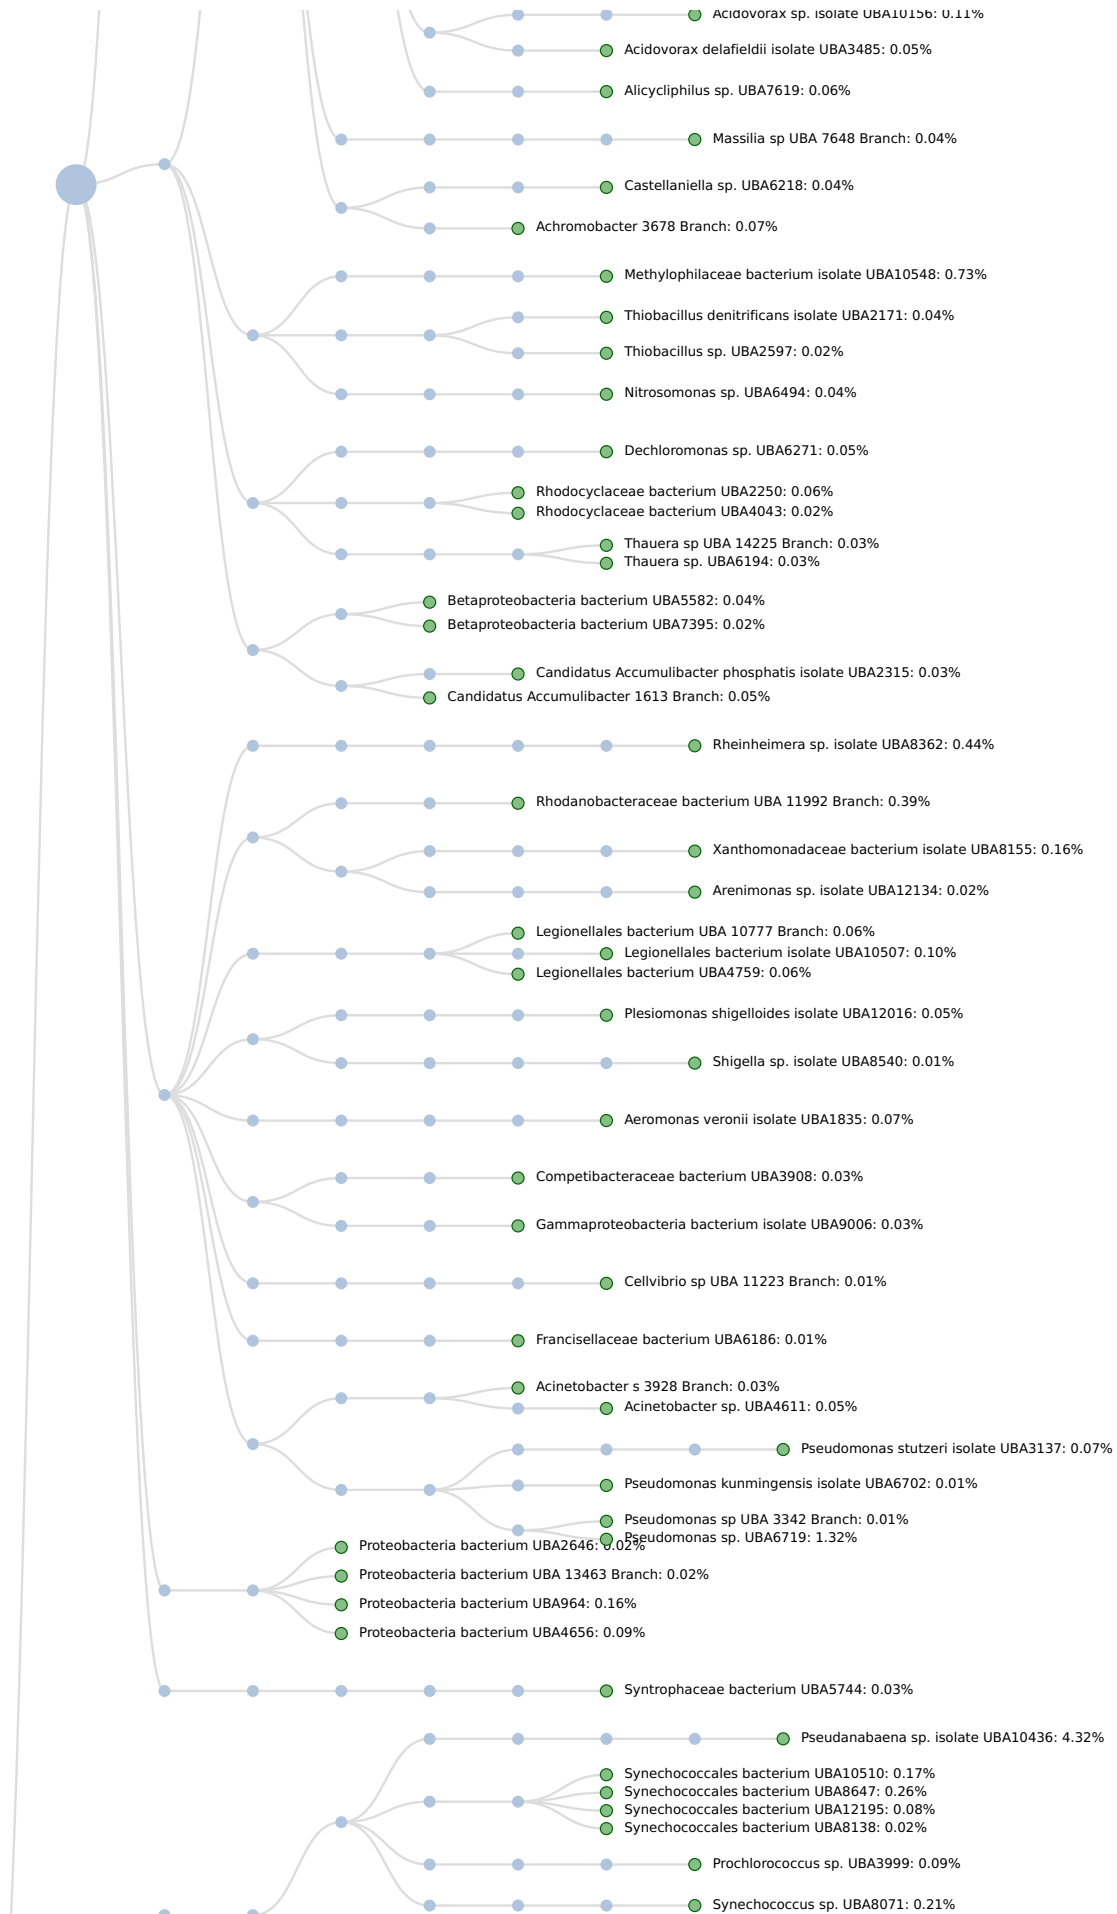 Acidovorax sp. isolate UBA10156: 0.11%
Acidovorax delafieldii isolate UBA3485: 0.05%
Alicycliphilus sp. UBA7619: 0.06%
Massilia sp UBA 7648 Branch: 0.04%
Castellaniella sp. UBA6218: 0.04%
Achromobacter 3678 Branch: 0.07%
Methylophilaceae bacterium isolate UBA10548: 0.73%
Thiobacillus denitrificans isolate UBA2171: 0.04%
Thiobacillus sp. UBA2597: 0.02%
Nitrosomonas sp. UBA6494: 0.04%
Dechloromonas sp. UBA6271: 0.05%
Rhodocyclaceae bacterium UBA2250: 0.06%
Rhodocyclaceae bacterium UBA4043: 0.02%
Thauera sp UBA 14225 Branch: 0.03%
Thauera sp. UBA6194: 0.03%
Betaproteobacteria bacterium UBA5582: 0.04%
Betaproteobacteria bacterium UBA7395: 0.02%
Candidatus Accumulibacter phosphatis isolate UBA2315: 0.03%
Candidatus Accumulibacter 1613 Branch: 0.05%
Rheinheimera sp. isolate UBA8362: 0.44%
Rhodanobacteraceae bacterium UBA 11992 Branch: 0.39%
Xanthomonadaceae bacterium isolate UBA8155: 0.16%
Arenimonas sp. isolate UBA12134: 0.02%
Legionellales bacterium UBA 10777 Branch: 0.06%
Legionellales bacterium isolate UBA10507: 0.10%
Legionellales bacterium UBA4759: 0.06%
Plesiomonas shigelloides isolate UBA12016: 0.05%
Shigella sp. isolate UBA8540: 0.01%
Aeromonas veronii isolate UBA1835: 0.07%
Competibacteraceae bacterium UBA3908: 0.03%
Gammaproteobacteria bacterium isolate UBA9006: 0.03%
Cellvibrio sp UBA 11223 Branch: 0.01%
Francisellaceae bacterium UBA6186: 0.01%
Acinetobacter s 3928 Branch: 0.03%
Acinetobacter sp. UBA4611: 0.05%
Pseudomonas stutzeri isolate UBA3137: 0.07%
Pseudomonas kunmingensis isolate UBA6702: 0.01%
Pseudomonas sp UBA 3342 Branch: 0.01%
Pseudomonas sp. UBA6719: 1.32%
Proteobacteria bacterium UBA2646: 0.02%
Proteobacteria bacterium UBA 13463 Branch: 0.02%
Proteobacteria bacterium UBA964: 0.16%
Proteobacteria bacterium UBA4656: 0.09%
Syntrophaceae bacterium UBA5744: 0.03%
Pseudanabaena sp. isolate UBA10436: 4.32%
Synechococcales bacterium UBA10510: 0.17%
Synechococcales bacterium UBA8647: 0.26%
Synechococcales bacterium UBA12195: 0.08%
Synechococcales bacterium UBA8138: 0.02%
Prochlorococcus sp. UBA3999: 0.09%
Synechococcus sp. UBA8071: 0.21%